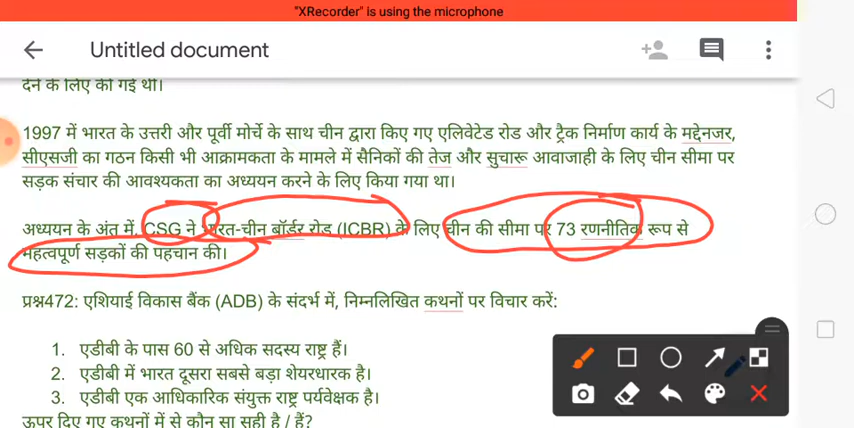 "XRecorder" is using the microphone
Untitled document
देने के लिए की गई थी।
1997 में भारत के उत्तरी और पूर्वी मोर्चे के साथ चीन द्वारा किए गए एलिवेटेड रोड और ट्रैक निर्माण कार्य के मद्देनजर,
सीएसजी का गठन किसी भी आक्रामकता के मामले में सैनिकों की तेज और सुचारू आवाजाही के लिए चीन सीमा पर
सड़क संचार की आवश्यकता का अध्ययन करने के लिए किया गया था।
अध्ययन के अंत में, CSG ने भारत-चीन बॉर्डर रोड (ICBR) के लिए चीन की सीमा पर 73 रणनीतिक रूप से
महत्वपूर्ण सड़कों की पहचान की।
प्रश्न472: एशियाई विकास बैंक (ADB) के संदर्भ में, निम्नलिखित कथनों पर विचार करें:
1. एडीबी के पास 60 से अधिक सदस्य राष्ट्र हैं।
2. एडीबी में भारत दूसरा सबसे बड़ा शेयरधारक है।
3. एडीबी एक आधिकारिक संयुक्त राष्ट्र पर्यवेक्षक है।
ऊपर दिए गए कथनों में से कौन सा सही है / हैं?